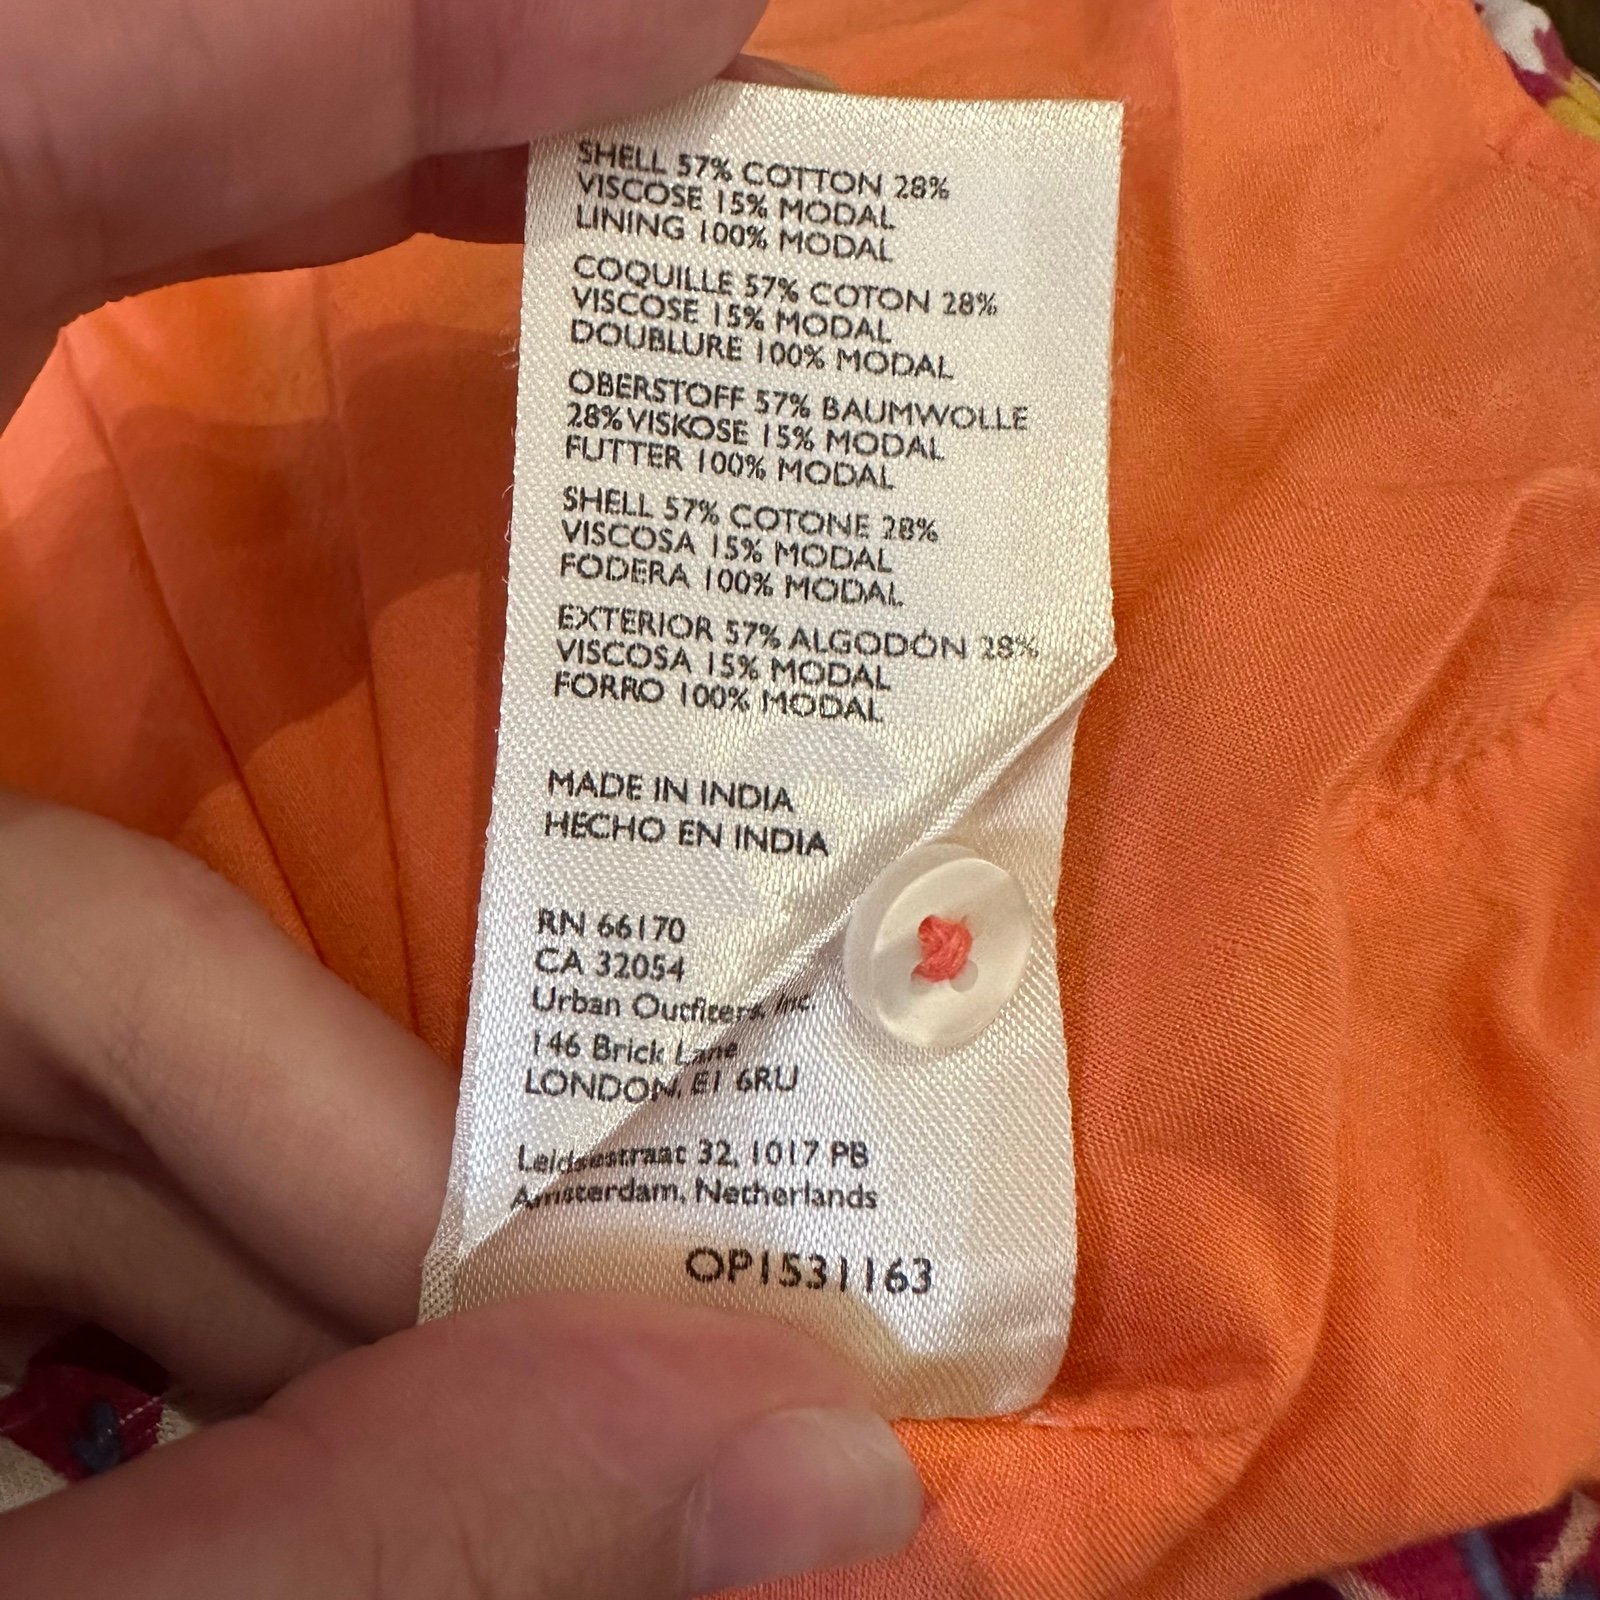 SHELL 57% COTTON 28%
VISCOSE 15% MODAL
LINING 100% MODAL
COQUILLE 57% COTON 28%
VISCOSE 15% MODAL
DOUBLURE 100% MODAL
OBERSTOFF 57% BAUMWOLLE
28% VISKOSE 15% MODAL
FUTTER 100% MODAL
SHELL 57% COTONE 28%
VISCOSA 15% MODAL
FODERA 100% MODAL
EXTERIOR 57% ALGODÓN 28%
VISCOSA 15% MODAL
FORRO 100% MODAL
MADE IN INDIA
HECHO EN INDIA
RN 66170
CA 32054
Urban Outfitters, Inc.
146 Brick Lane
LONDON, E1 6RU
Leidsestraat 32, 1017 PB
Amsterdam, Netherlands
OP1531163